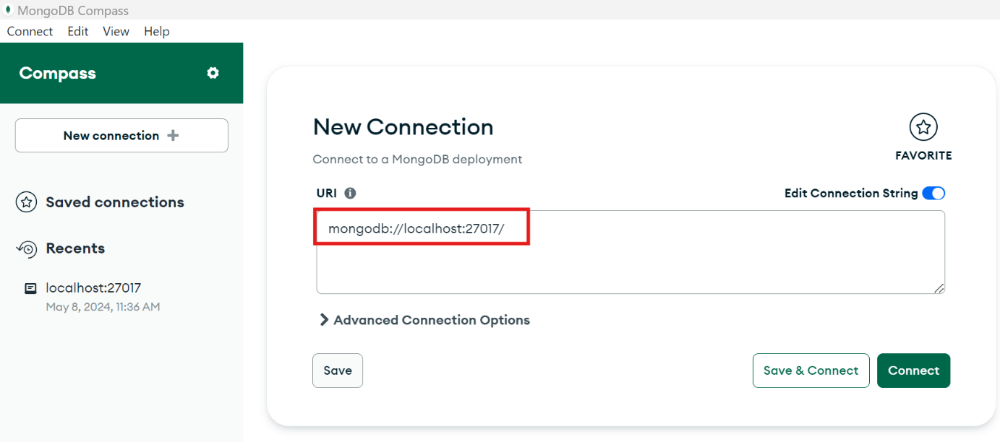 MongoDB Compass
Connect Edit View Help
Compass
New connection
Saved connections
Recents
localhost:27017
May 8, 2024, 11:36 AM
New Connection
FAVORITE
Connect to a MongoDB deployment
URI
Edit Connection String
mongodb://localhost:27017/
Advanced Connection Options
Save
Save & Connect
Connect